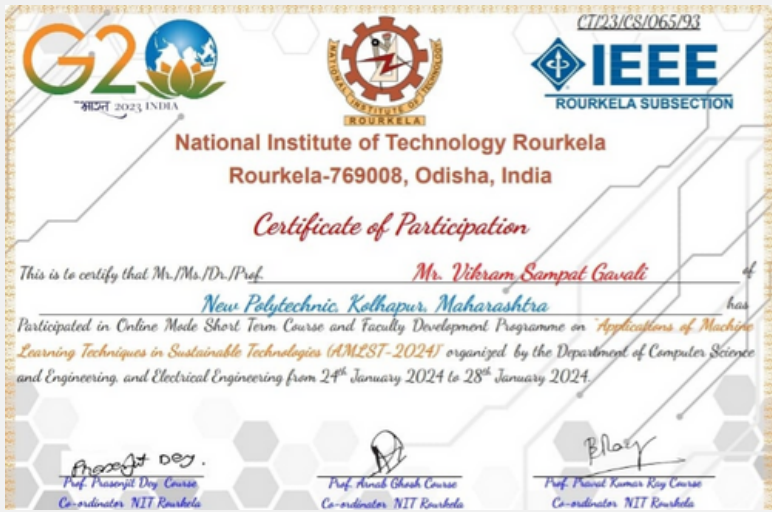 CT/23/CS/065/93
G20
भारत 2023 INDIA
NATIONAL INSTITUTE OF TECHNOLOGY
ROURKELA
IEEE
ROURKELA SUBSECTION
National Institute of Technology Rourkela
Rourkela-769008, Odisha, India
Certificate of Participation
This is to certify that Mr./Ms./Dr./Prof. Mr. Vikram Sampat Gavali of
New Polytechnic, Kolhapur, Maharashtra has
Participated in Online Mode Short Term Course and Faculty Development Programme on "Applications of Machine
Learning Techniques in Sustainable Technologies (AMLST-2024)" organized by the Department of Computer Science
and Engineering, and Electrical Engineering from 24th January 2024 to 28th January 2024.
Prasenjit Dey.
BRay
Prof. Prasenjit Dey Course Prof. Arnab Ghosh Course Prof. Pravat Kumar Ray Course
Co-ordinator NIT Rourkela Co-ordinator NIT Rourkela Co-ordinator NIT Rourkela